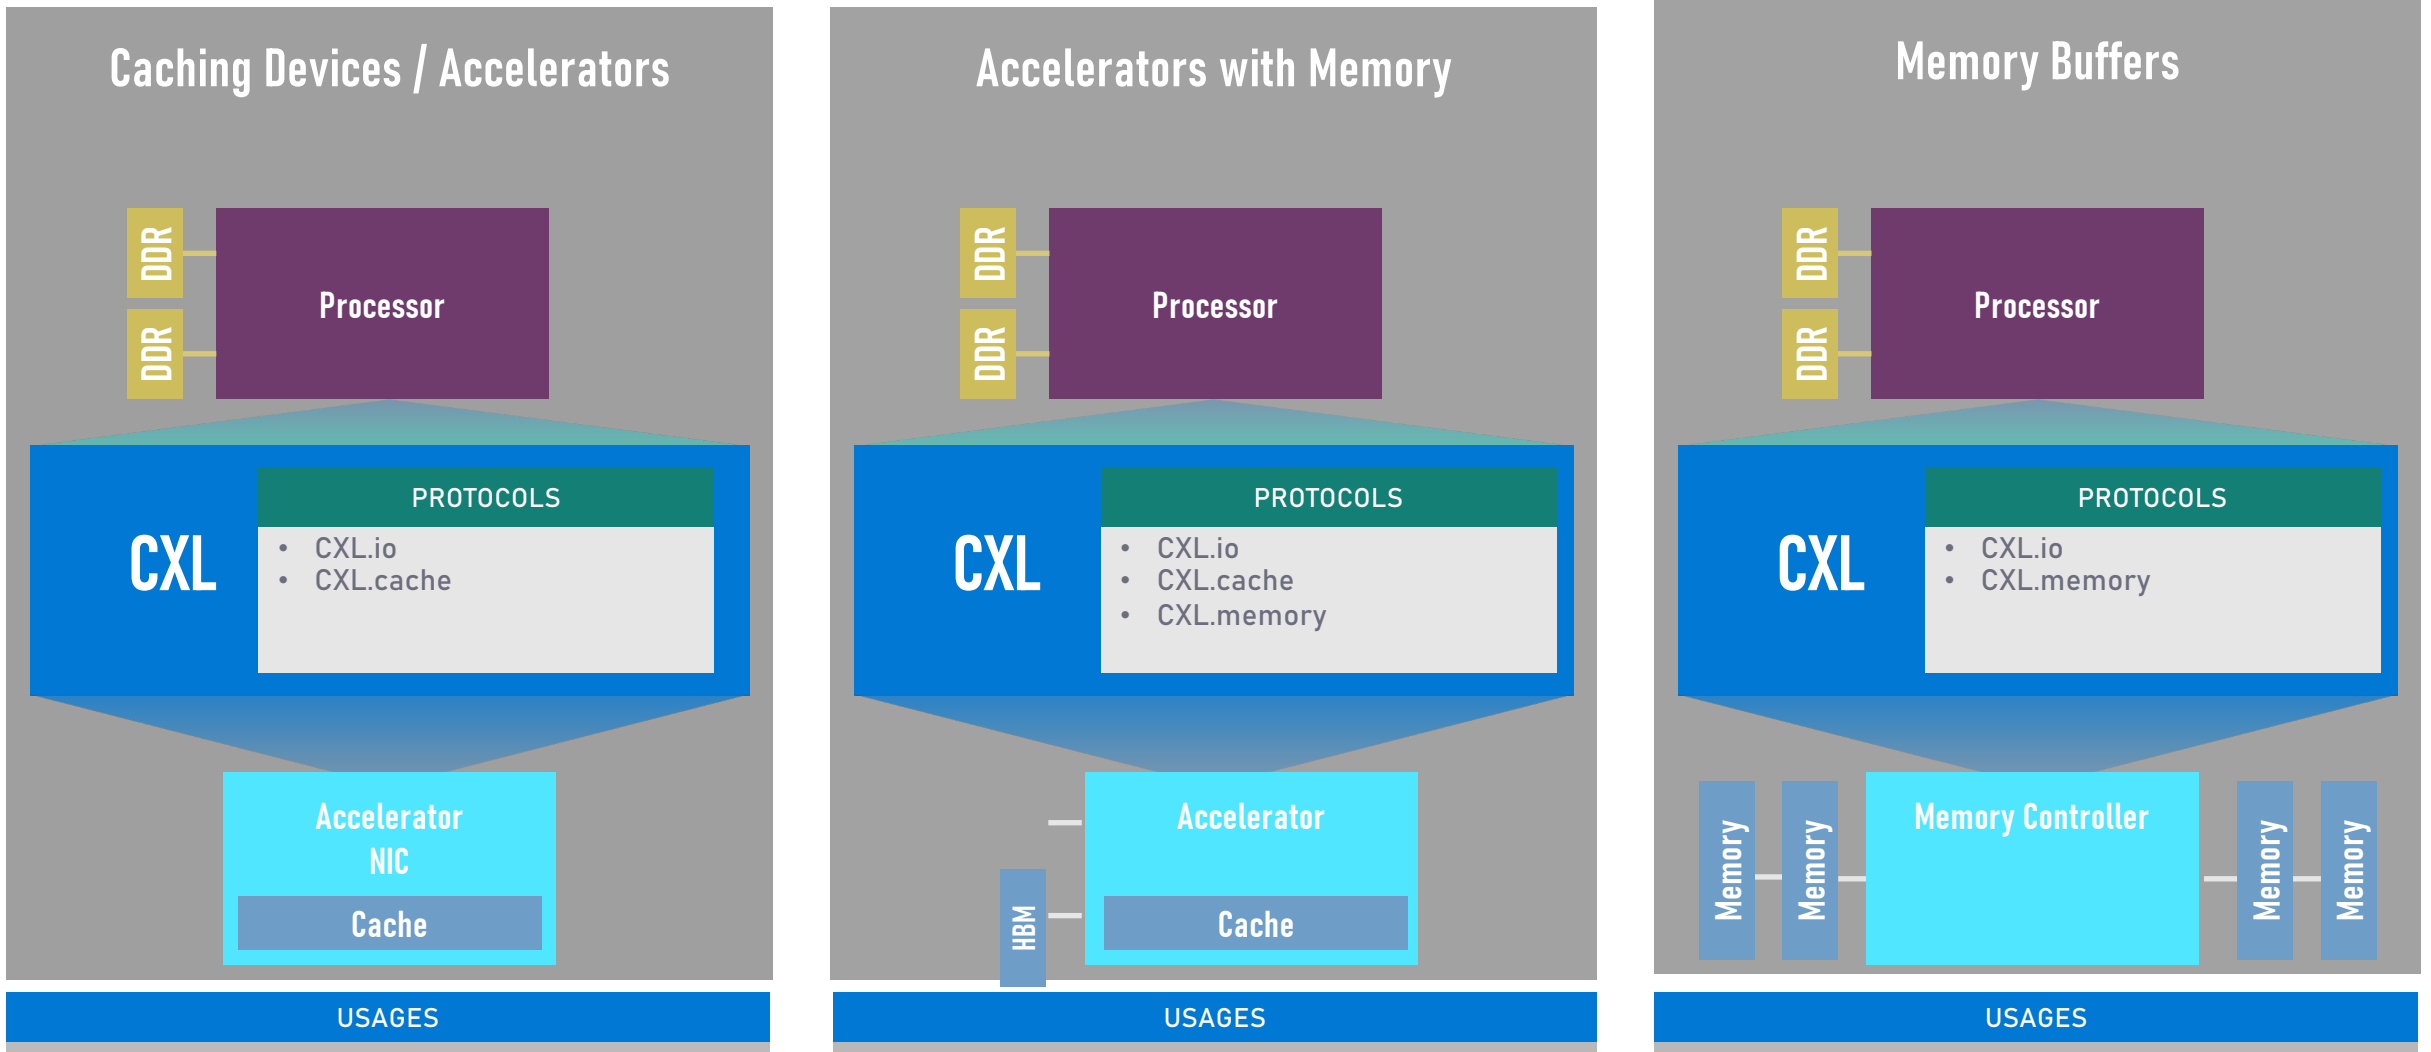 Caching Devices / Accelerators
DDR
DDR
Processor
CXL
PROTOCOLS
• CXL.io
• CXL.cache
Accelerator
NIC
Cache
USAGES
Accelerators with Memory
DDR
DDR
Processor
CXL
PROTOCOLS
• CXL.io
• CXL.cache
• CXL.memory
HBM
Accelerator
Cache
USAGES
Memory Buffers
DDR
DDR
Processor
CXL
PROTOCOLS
• CXL.io
• CXL.memory
Memory
Memory
Memory Controller
Memory
Memory
USAGES